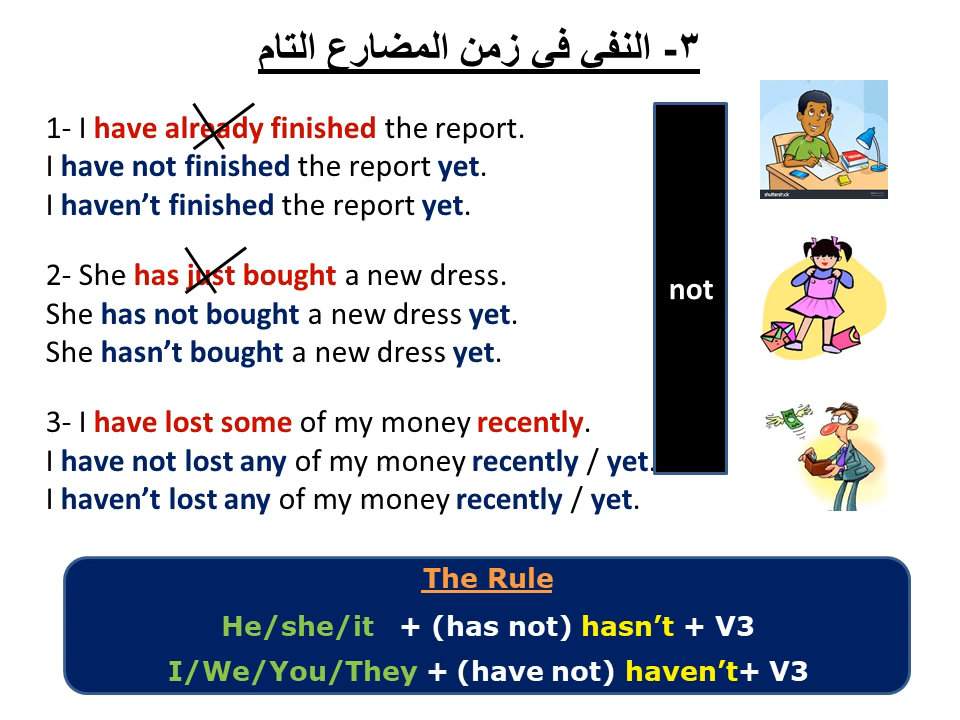 ٣- النفي في زمن المضارع التام
1- I have already finished the report.
I have not finished the report yet.
I haven’t finished the report yet.
2- She has just bought a new dress.
She has not bought a new dress yet.
She hasn’t bought a new dress yet.
3- I have lost some of my money recently.
I have not lost any of my money recently / yet.
I haven’t lost any of my money recently / yet.
not
shutterstock
The Rule
He/she/it + (has not) hasn’t + V3
I/We/You/They + (have not) haven’t+ V3